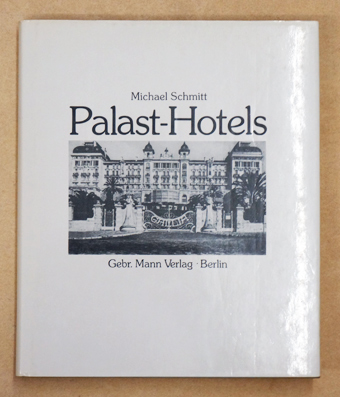 Michael Schmitt
Palast-Hotels
Gebr. Mann Verlag · Berlin